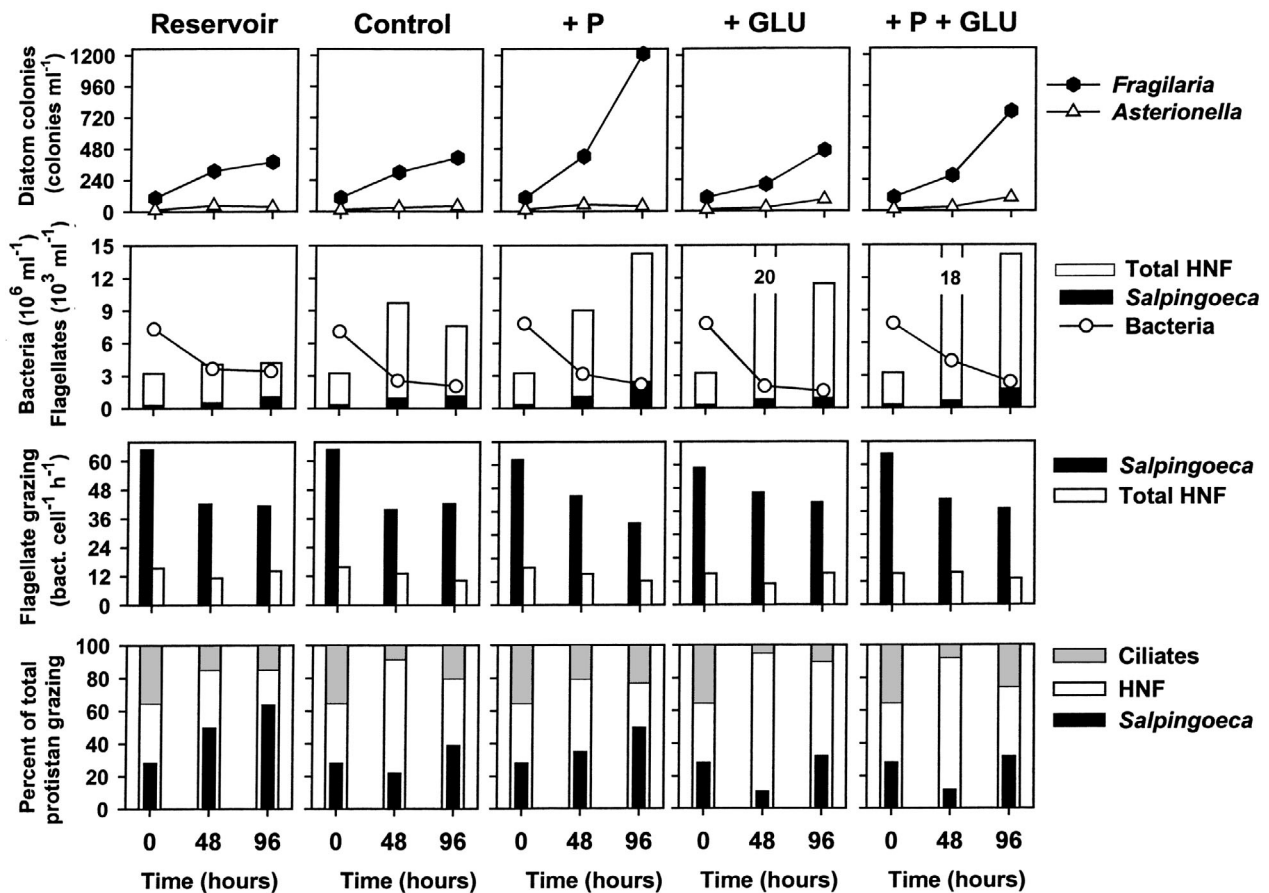 Reservoir Control + P + GLU + P + GLU
Diatom colonies
(colonies ml⁻¹)
1200
960
720
480
240
0
Fragilaria
Asterionella
Bacteria (10⁶ ml⁻¹)
Flagellates (10³ ml⁻¹)
15
12
9
6
3
0
20
18
Total HNF
Salpingoeca
Bacteria
Flagellate grazing
(bact. cell⁻¹ h⁻¹)
60
48
36
24
12
0
Salpingoeca
Total HNF
Percent of total
protistan grazing
100
80
60
40
20
0
Ciliates
HNF
Salpingoeca
0 48 96 0 48 96 0 48 96 0 48 96 0 48 96
Time (hours) Time (hours) Time (hours) Time (hours) Time (hours)